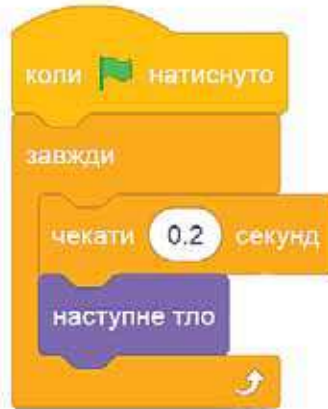 коли натиснуто
завжди
чекати 0.2 секунд
наступне тло